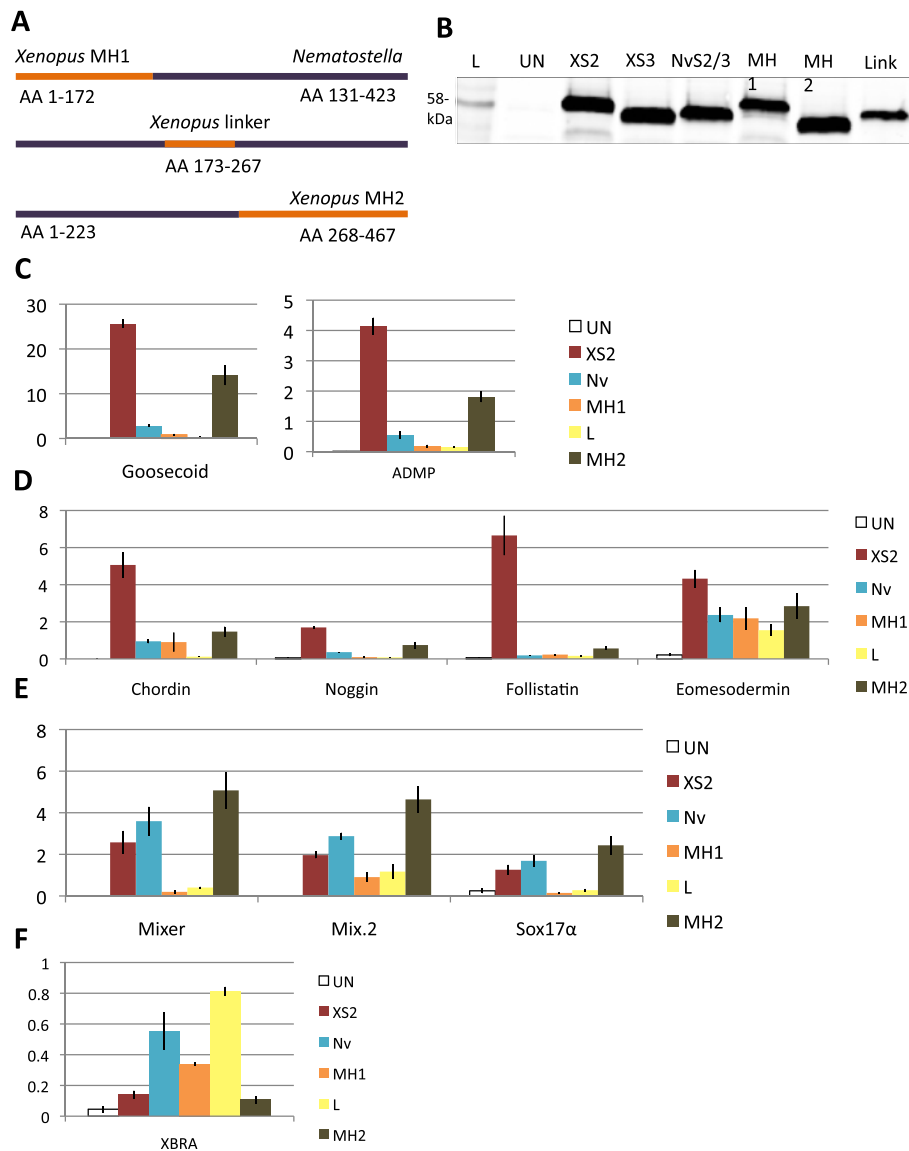 A
Xenopus MH1 Nematostella
AA 1-172 AA 131-423
Xenopus linker
AA 173-267
Xenopus MH2
AA 1-223 AA 268-467
B
L UN XS2 XS3 NvS2/3 MH 1 MH 2 Link
58-
kDa
C
30
20
10
0
Goosecoid
5
4
3
2
1
0
ADMP
UN
XS2
Nv
MH1
L
MH2
D
8
6
4
2
0
Chordin Noggin Follistatin Eomesodermin
UN
XS2
Nv
MH1
L
MH2
E
8
6
4
2
0
Mixer Mix.2 Sox17α
UN
XS2
Nv
MH1
L
MH2
F
1
0.8
0.6
0.4
0.2
0
XBRA
UN
XS2
Nv
MH1
L
MH2